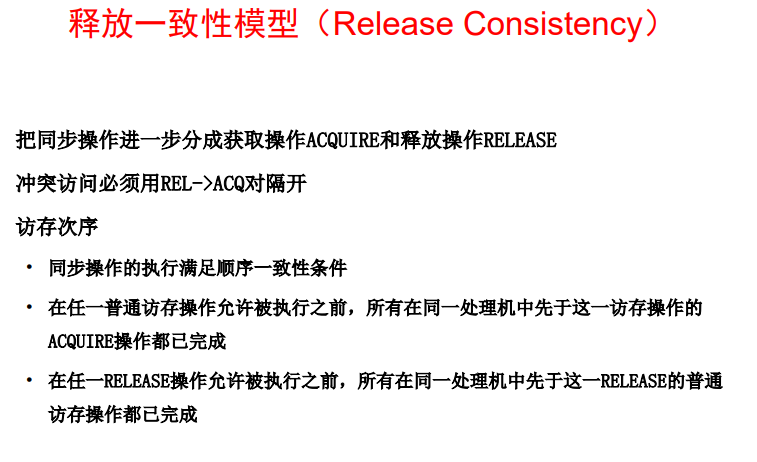 释放一致性模型（Release Consistency）
把同步操作进一步分成获取操作ACQUIRE和释放操作RELEASE
冲突访问必须用REL->ACQ对隔开
访存次序
• 同步操作的执行满足顺序一致性条件
• 在任一普通访存操作允许被执行之前，所有在同一处理机中先于这一访存操作的
ACQUIRE操作都已完成
• 在任一RELEASE操作允许被执行之前，所有在同一处理机中先于这一RELEASE的普通
访存操作都已完成